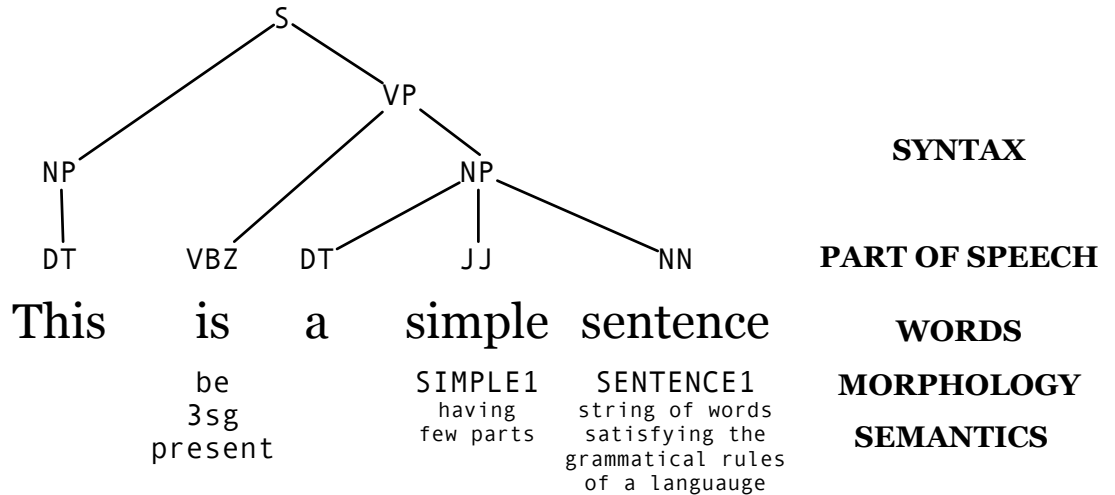 S
VP
NP NP SYNTAX
DT VBZ DT JJ NN PART OF SPEECH
This is a simple sentence WORDS
be SIMPLE1 SENTENCE1 MORPHOLOGY
3sg having string of words
present few parts satisfying the SEMANTICS
grammatical rules
of a languauge